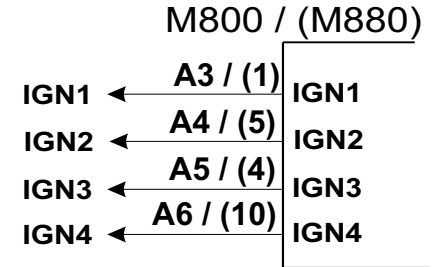 M800 / (M880)
IGN1 A3 / (1) IGN1
IGN2 A4 / (5) IGN2
IGN3 A5 / (4) IGN3
IGN4 A6 / (10) IGN4